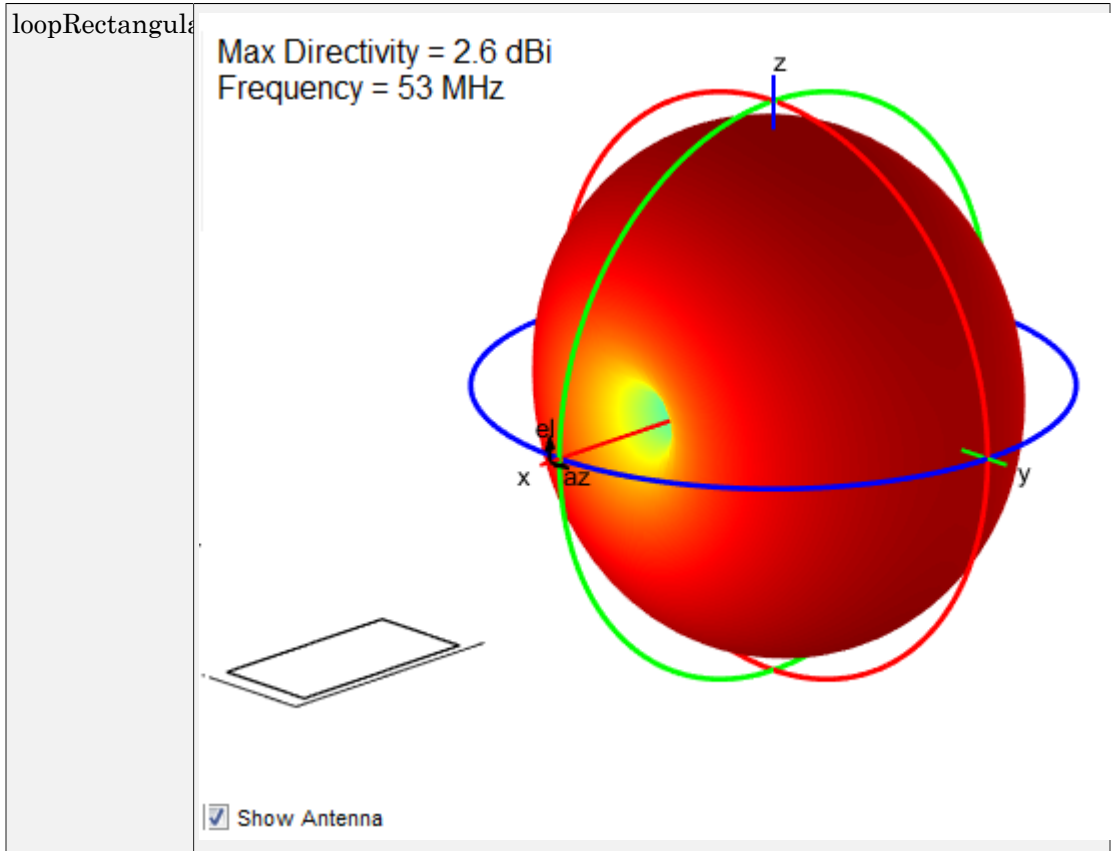 loopRectangula
Max Directivity = 2.6 dBi
Frequency = 53 MHz
z
el
x
az
y
Show Antenna